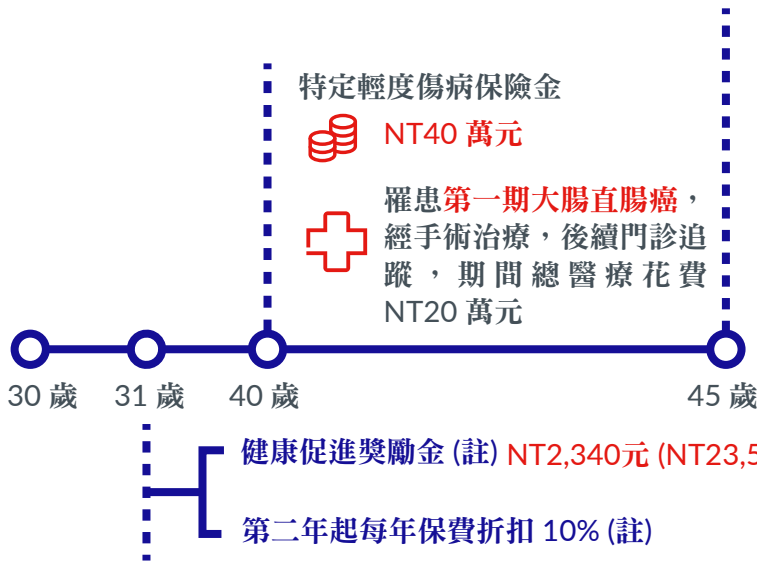 特定輕度傷病保險金
NT40 萬元
罹患第一期大腸直腸癌，
經手術治療，後續門診追
蹤，期間總醫療花費
NT20 萬元
30 歲
31 歲
40 歲
45 歲
健康促進獎勵金 (註) NT2,340元 (NT23,5
第二年起每年保費折扣 10% (註)